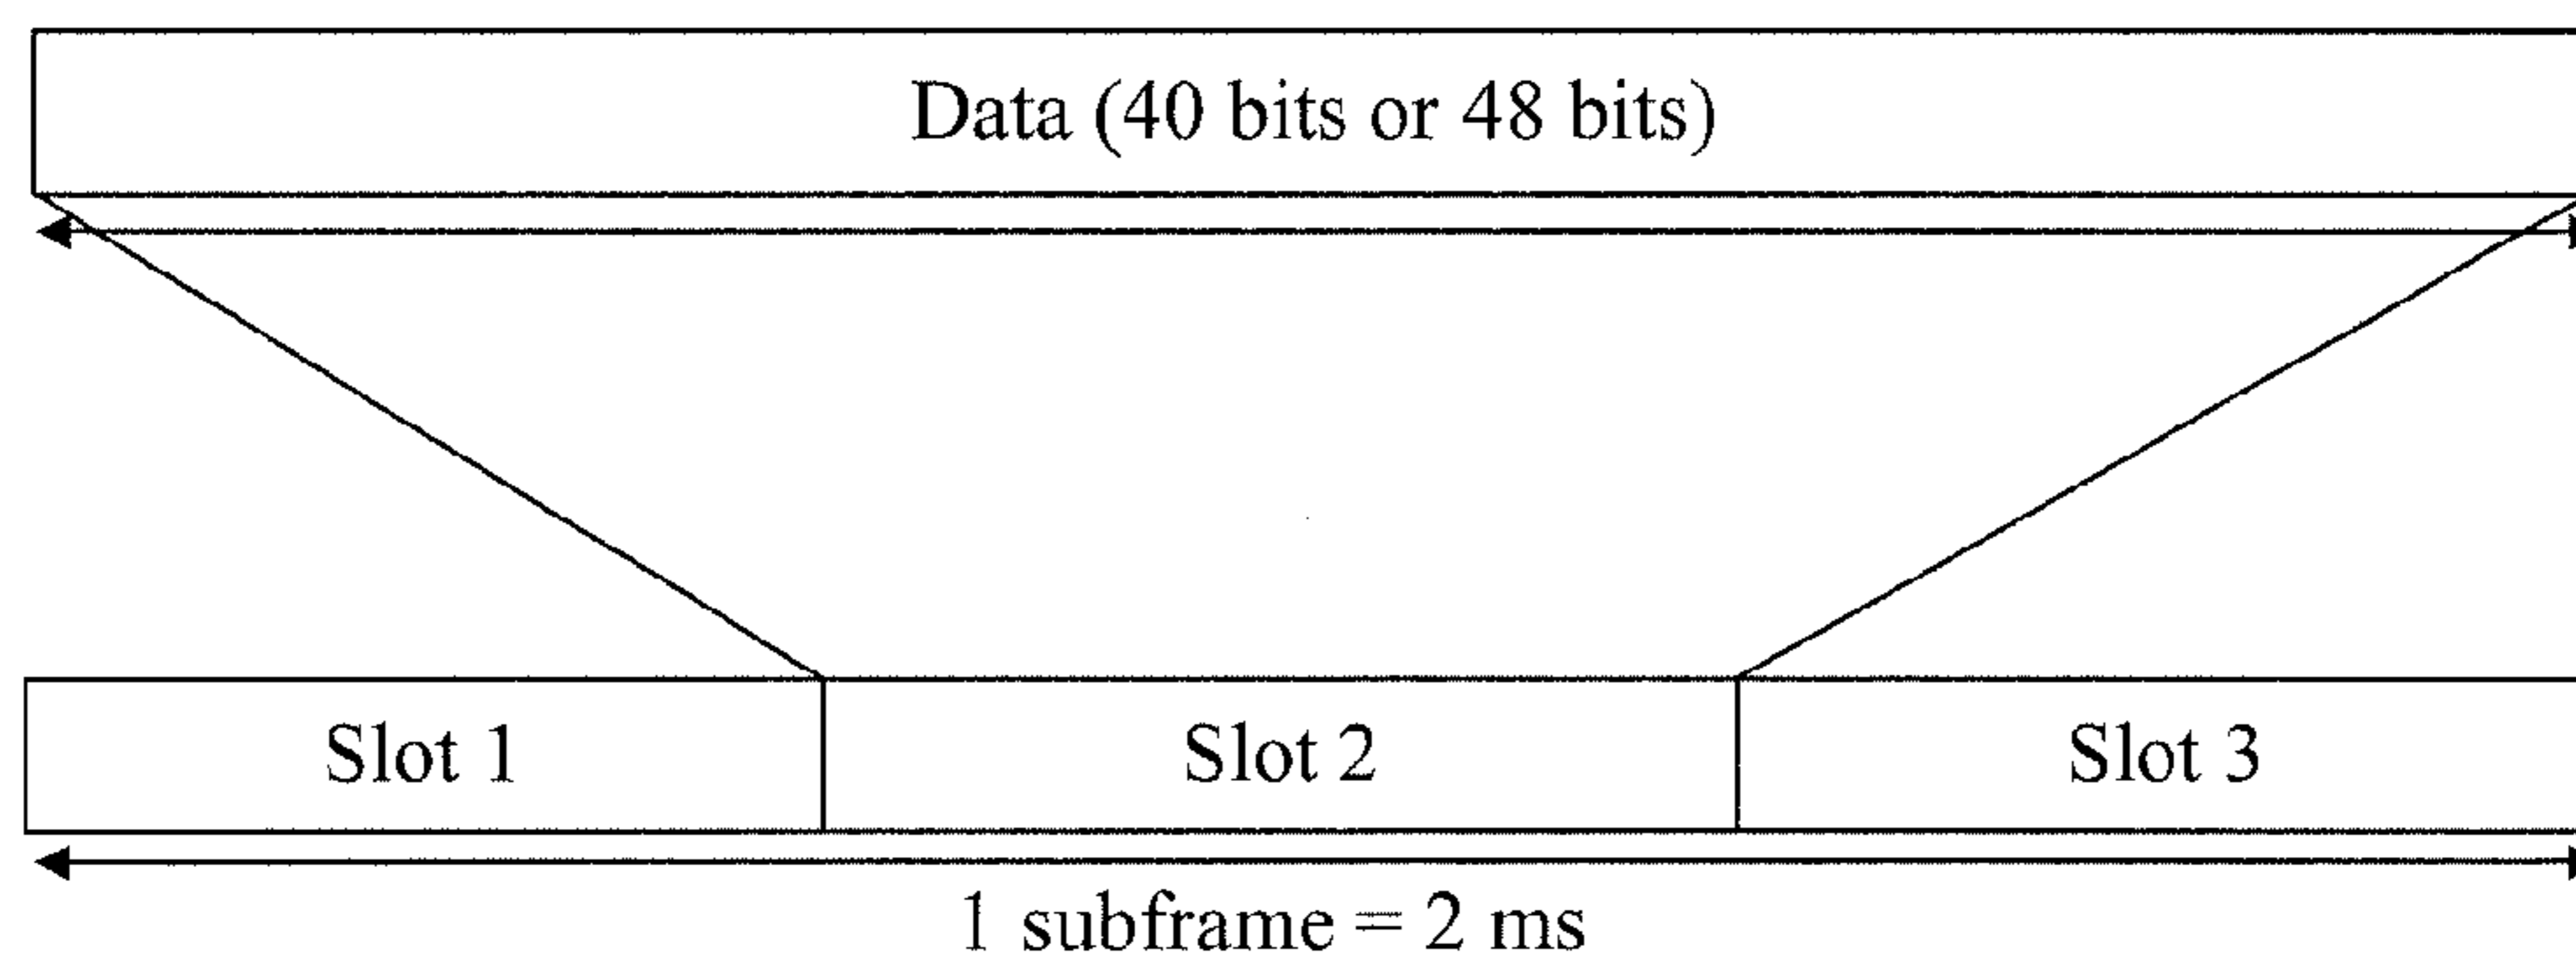 Data (40 bits or 48 bits)
Slot 1 Slot 2 Slot 3
1 subframe = 2 ms